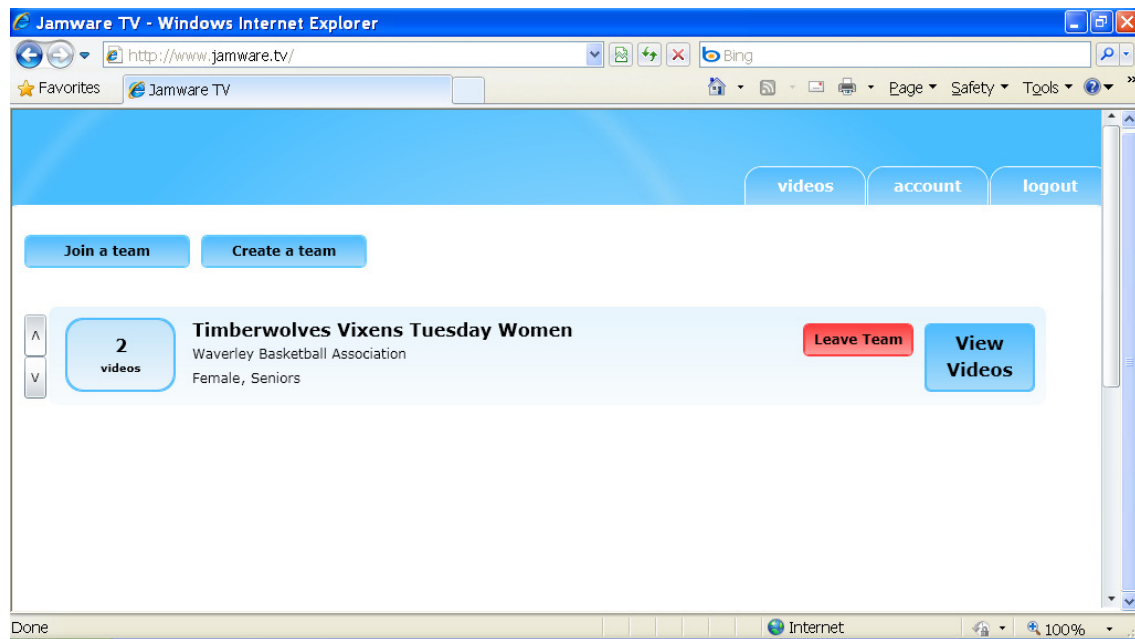 Jamware TV - Windows Internet Explorer
http://www.jamware.tv/
Bing
Favorites
Jamware TV
Page
Safety
Tools
»
videos
account
logout
Join a team
Create a team
2
videos
Timberwolves Vixens Tuesday Women
Waverley Basketball Association
Female, Seniors
Leave Team
View
Videos
Done
Internet
100%